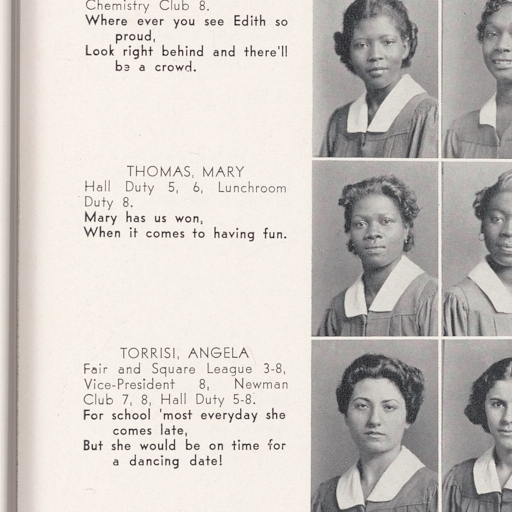 Chemistry Club 8.
Where ever you see Edith so
proud,
Look right behind and there'll
be a crowd.
THOMAS, MARY
Hall Duty 5, 6, Lunchroom
Duty 8.
Mary has us won,
When it comes to having fun.
TORRISI, ANGELA
Fair and Square League 3-8,
Vice-President 8, Newman
Club 7, 8, Hall Duty 5-8.
For school 'most everyday she
comes late,
But she would be on time for
a dancing date!